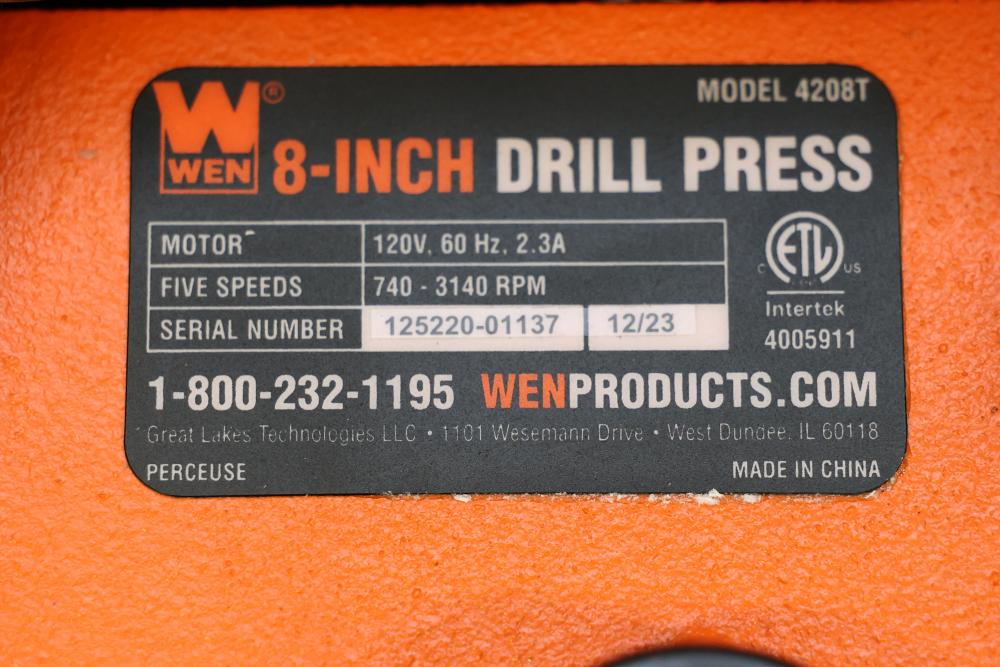 MODEL 4208T
W ®
WEN 8-INCH DRILL PRESS
MOTOR 120V, 60 Hz, 2.3A
FIVE SPEEDS 740 - 3140 RPM
SERIAL NUMBER 125220-01137 12/23
C ETL US
Intertek
4005911
1-800-232-1195 WENPRODUCTS.COM
Great Lakes Technologies LLC • 1101 Wesemann Drive • West Dundee, IL 60118
PERCEUSE MADE IN CHINA